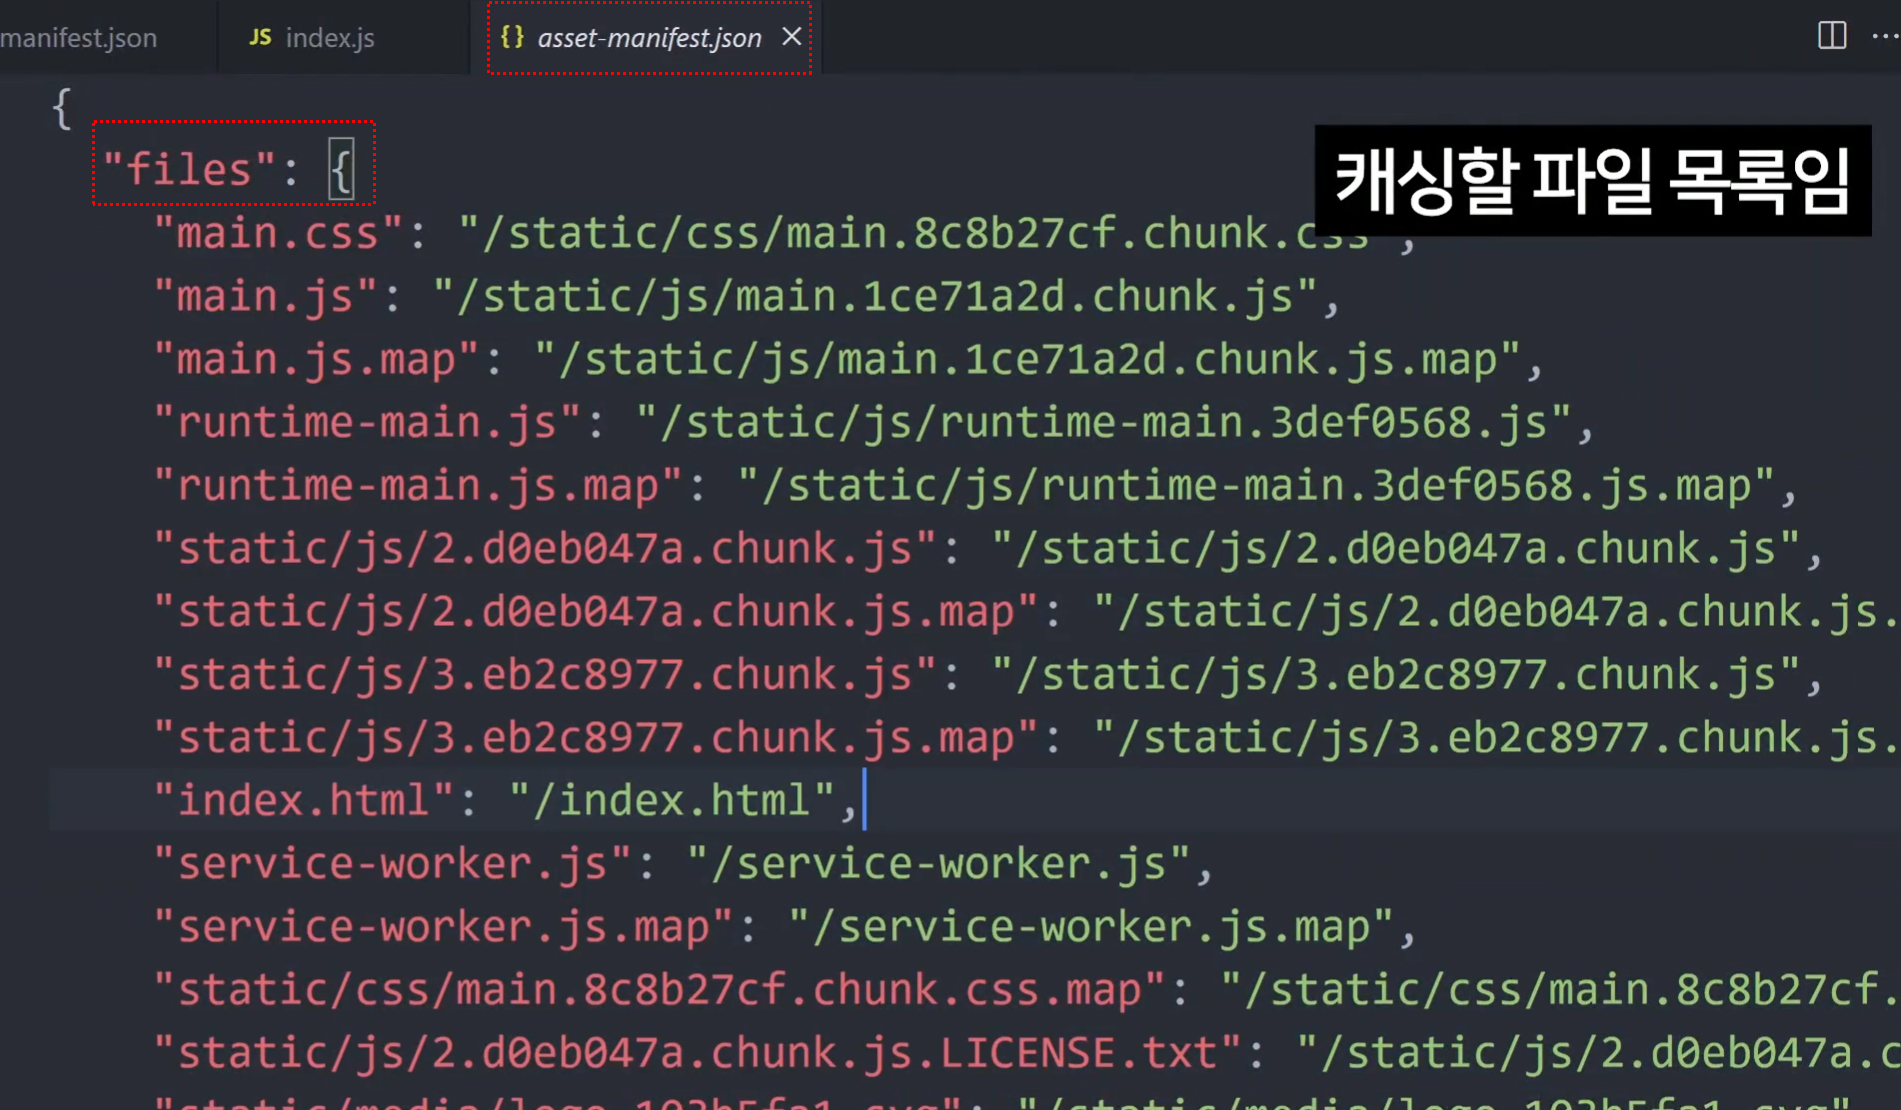 manifest.json JS index.js {} asset-manifest.json ×
{
"files": {
캐싱할 파일 목록임
"main.css": "/static/css/main.8c8b27cf.chunk.css",
"main.js": "/static/js/main.1ce71a2d.chunk.js",
"main.js.map": "/static/js/main.1ce71a2d.chunk.js.map",
"runtime-main.js": "/static/js/runtime-main.3def0568.js",
"runtime-main.js.map": "/static/js/runtime-main.3def0568.js.map",
"static/js/2.d0eb047a.chunk.js": "/static/js/2.d0eb047a.chunk.js",
"static/js/2.d0eb047a.chunk.js.map": "/static/js/2.d0eb047a.chunk.js.
"static/js/3.eb2c8977.chunk.js": "/static/js/3.eb2c8977.chunk.js",
"static/js/3.eb2c8977.chunk.js.map": "/static/js/3.eb2c8977.chunk.js.
"index.html": "/index.html",
"service-worker.js": "/service-worker.js",
"service-worker.js.map": "/service-worker.js.map",
"static/css/main.8c8b27cf.chunk.css.map": "/static/css/main.8c8b27cf.
"static/js/2.d0eb047a.chunk.js.LICENSE.txt": "/static/js/2.d0eb047a.c